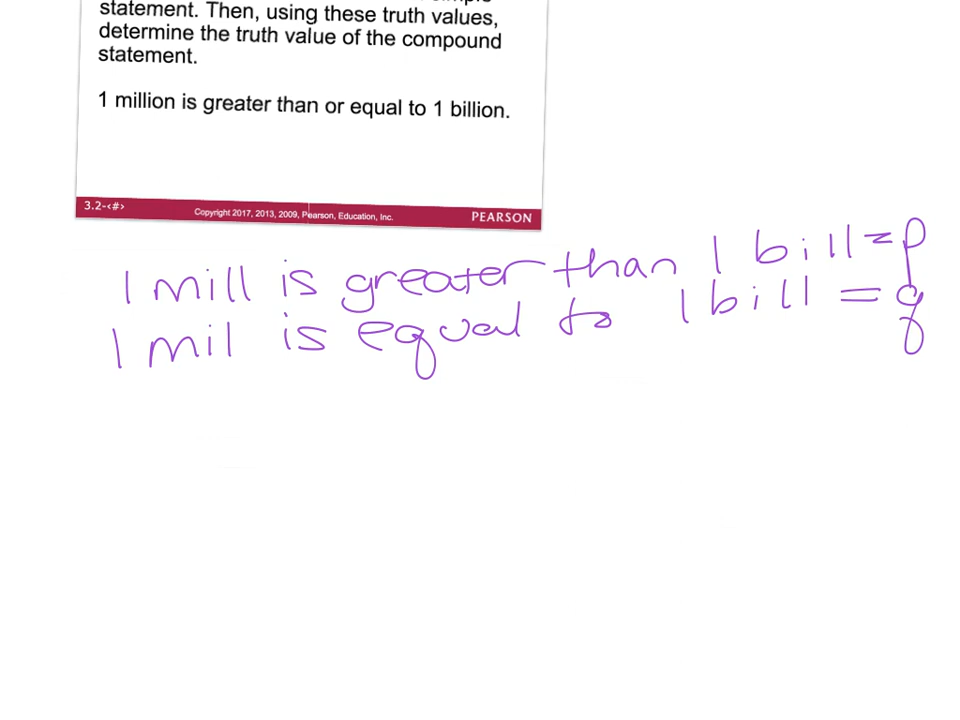 statement. Then, using these truth values,
determine the truth value of the compound
statement.
1 million is greater than or equal to 1 billion.
3.2-<#>
Copyright 2017, 2013, 2009, Pearson, Education, Inc.
PEARSON
1 mill is greater than 1 bill = p
1 mil is equal to 1 bill = q